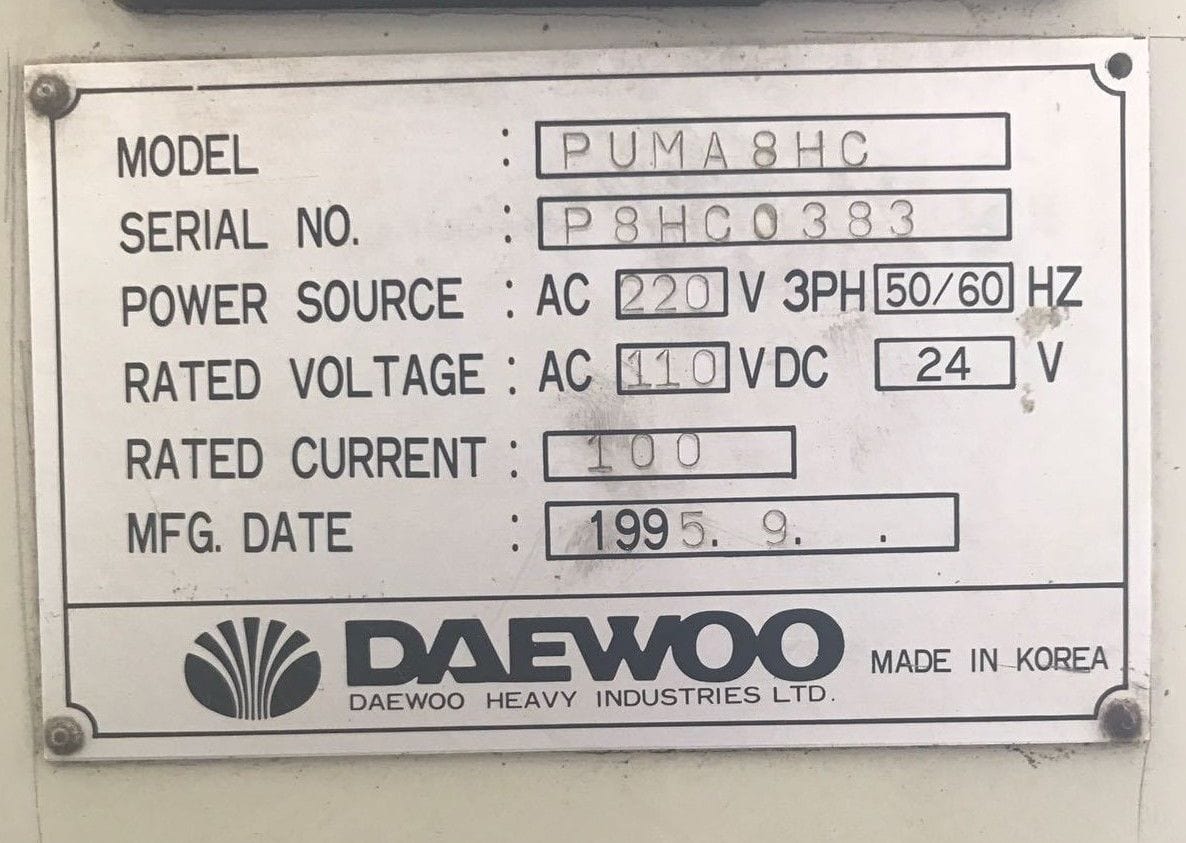 MODEL : PUMA8HC
SERIAL NO. : P8HC0383
POWER SOURCE : AC 220 V 3PH 50/60 HZ
RATED VOLTAGE : AC 110 V DC 24 V
RATED CURRENT : 100
MFG. DATE : 1995. 9. .
DAEWOO MADE IN KOREA
DAEWOO HEAVY INDUSTRIES LTD.